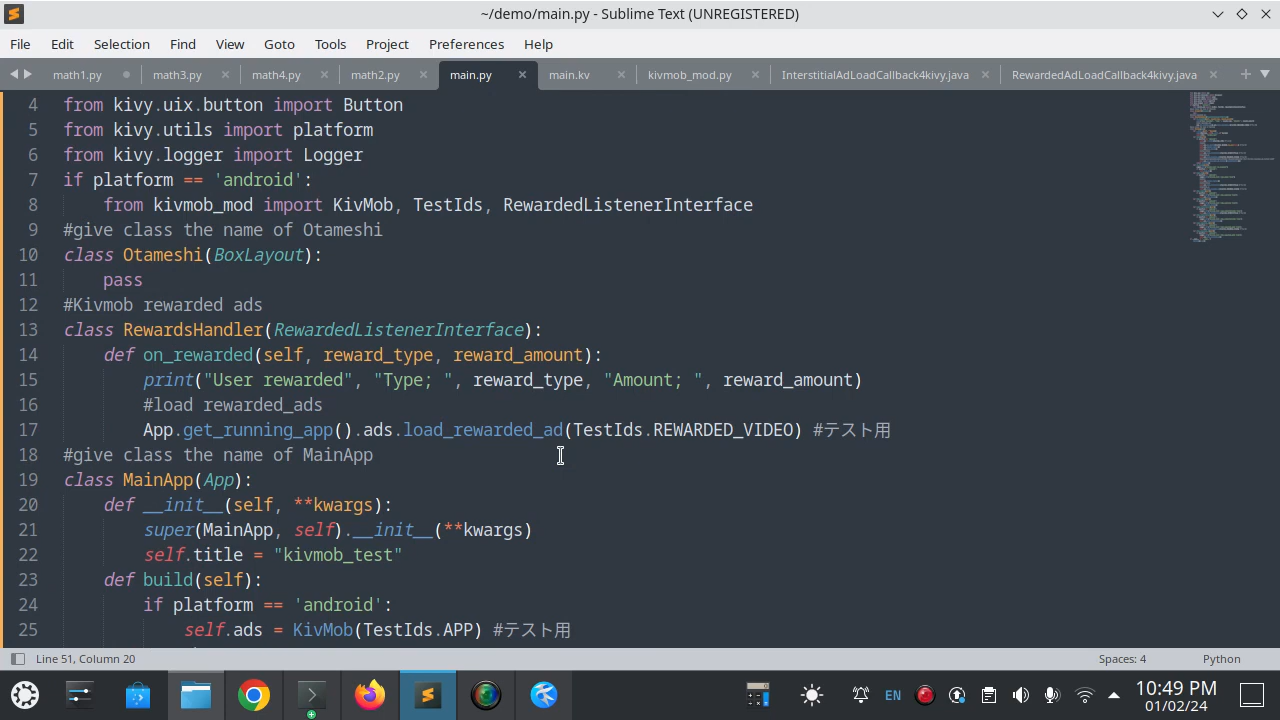 ~/demo/main.py - Sublime Text (UNREGISTERED)
File Edit Selection Find View Goto Tools Project Preferences Help
math1.py math3.py math4.py math2.py main.py main.kv kivmob_mod.py InterstitialAdLoadCallback4kivy.java RewardedAdLoadCallback4kivy.java
4 from kivy.uix.button import Button
5 from kivy.utils import platform
6 from kivy.logger import Logger
7 if platform == 'android':
8 from kivmob_mod import KivMob, TestIds, RewardedListenerInterface
9 #give class the name of Otameshi
10 class Otameshi(BoxLayout):
11 pass
12 #Kivmob rewarded ads
13 class RewardsHandler(RewardedListenerInterface):
14 def on_rewarded(self, reward_type, reward_amount):
15 print("User rewarded", "Type; ", reward_type, "Amount; ", reward_amount)
16 #load rewarded_ads
17 App.get_running_app().ads.load_rewarded_ad(TestIds.REWARDED_VIDEO) #テスト用
18 #give class the name of MainApp
19 class MainApp(App):
20 def __init__(self, **kwargs):
21 super(MainApp, self).__init__(**kwargs)
22 self.title = "kivmob_test"
23 def build(self):
24 if platform == 'android':
25 self.ads = KivMob(TestIds.APP) #テスト用
Line 51, Column 20 Spaces: 4 Python
EN 10:49 PM
01/02/24